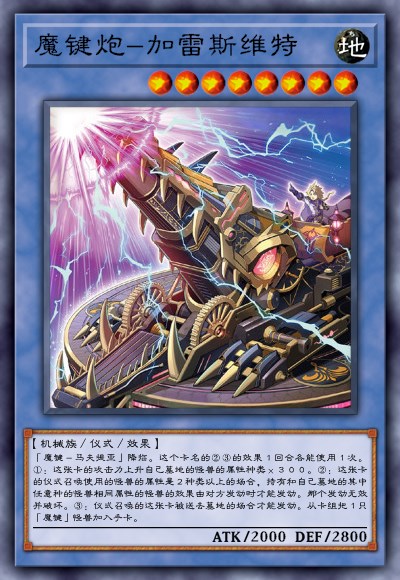 魔键炮-加雷斯维特
地
【机械族／仪式／效果】
「魔键-马夫提亚」降临。这个卡名的②③的效果1回合各能使用1次。
①：这张卡的攻击力上升自己墓地的怪兽的属性种类×300。②：这张卡
的仪式召唤使用的怪兽的属性是2种类以上的场合，持有和自己墓地的其中
任意种的怪兽相同属性的怪兽的效果由对方发动时才能发动。那个发动无效
并破坏。③：仪式召唤的这张卡被送去墓地的场合才能发动。从卡组把1只
「魔键」怪兽加入手卡。
ATK/2000 DEF/2800